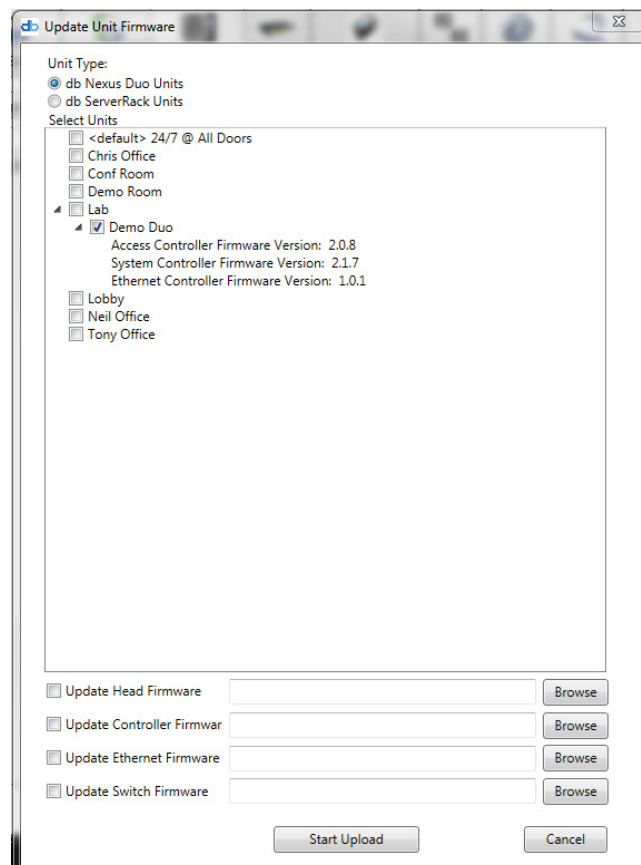 db Update Unit Firmware
Unit Type:
db Nexus Duo Units
db ServerRack Units
Select Units
<default> 24/7 @ All Doors
Chris Office
Conf Room
Demo Room
Lab
Demo Duo
Access Controller Firmware Version: 2.0.8
System Controller Firmware Version: 2.1.7
Ethernet Controller Firmware Version: 1.0.1
Lobby
Neil Office
Tony Office
Update Head Firmware Browse
Update Controller Firmwar Browse
Update Ethernet Firmware Browse
Update Switch Firmware Browse
Start Upload Cancel